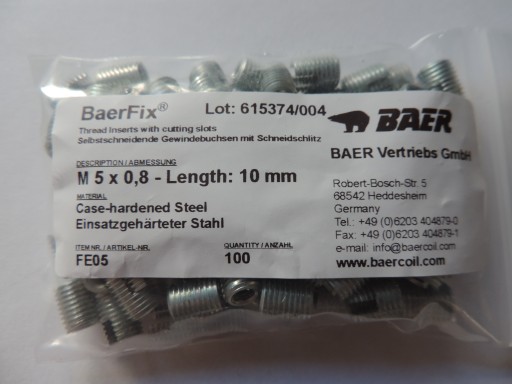 BaerFix®
Lot: 615374/004
Thread Inserts with cutting slots
Selbstschneidende Gewindebuchsen mit Schneidschlitz
DESCRIPTION / ABMESSUNG
M 5 x 0,8 - Length: 10 mm
MATERIAL
Case-hardened Steel
Einsatzgehärteter Stahl
ITEM NR. / ARTIKEL-NR.
QUANTITY / ANZAHL
FE05
100
BAER
BAER Vertriebs GmbH
Robert-Bosch-Str. 5
68542 Heddesheim
Germany
Tel.: +49 (0)6203 404879-0
Fax: +49 (0)6203 404879-1
e-mail: info@baercoil.com
www.baercoil.com